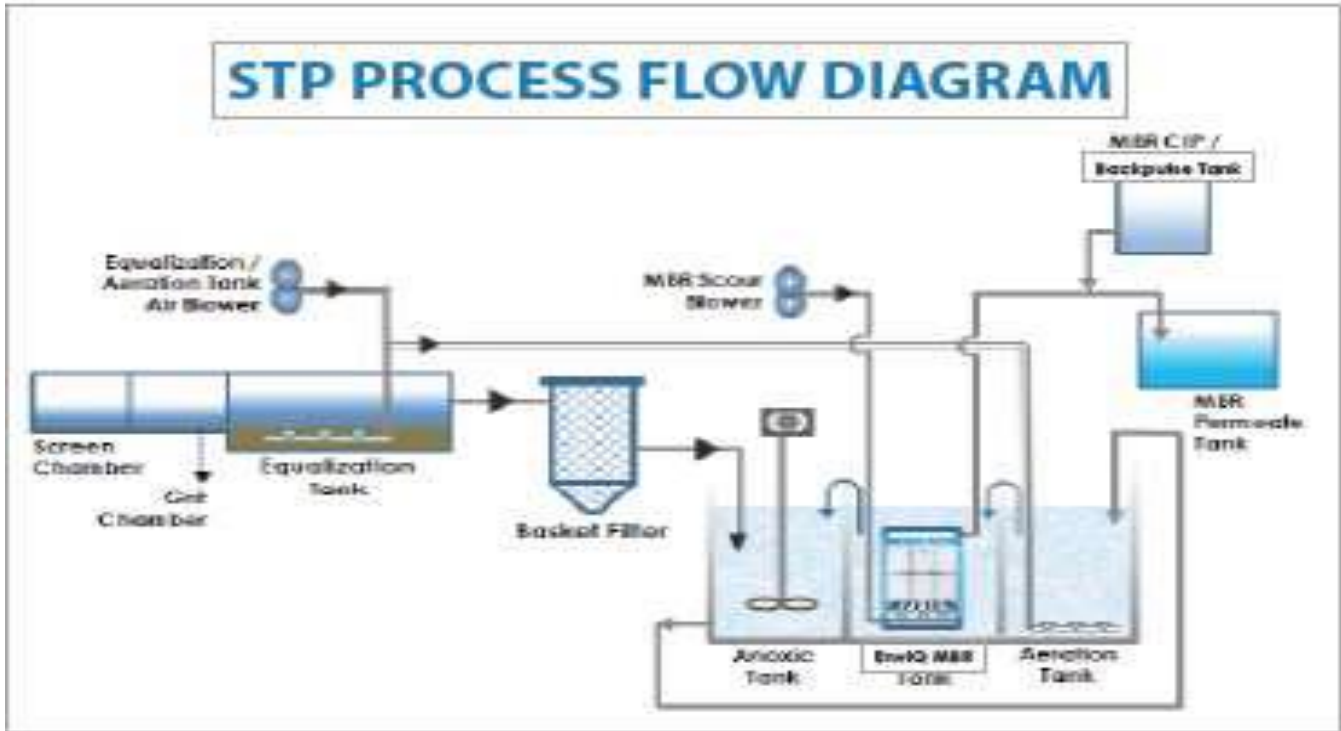 STP PROCESS FLOW DIAGRAM
MBR CIP /
Backpulse Tank
Equalization /
Aeration Tank
Air Blower
MBR Scour
Blower
MBR
Permeate
Tank
Screen
Chamber
Grit
Chamber
Equalization
Tank
Basket Filter
Anoxic
Tank
EnviQ MBR
Tank
Aeration
Tank